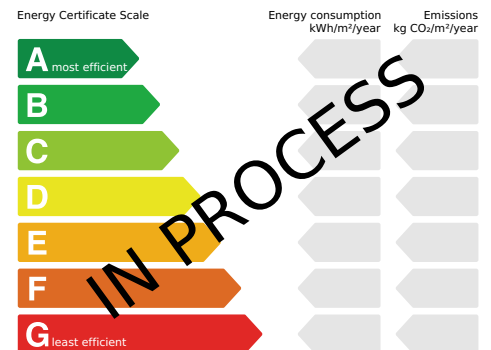 Energy Certificate Scale
Energy consumption
kWh/m²/year
Emissions
kg CO₂/m²/year
A most efficient
B
C
D
E
F
G least efficient
IN PROCESS